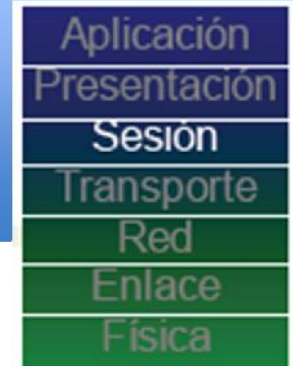 Aplicación
Presentación
Sesión
Transporte
Red
Enlace
Física